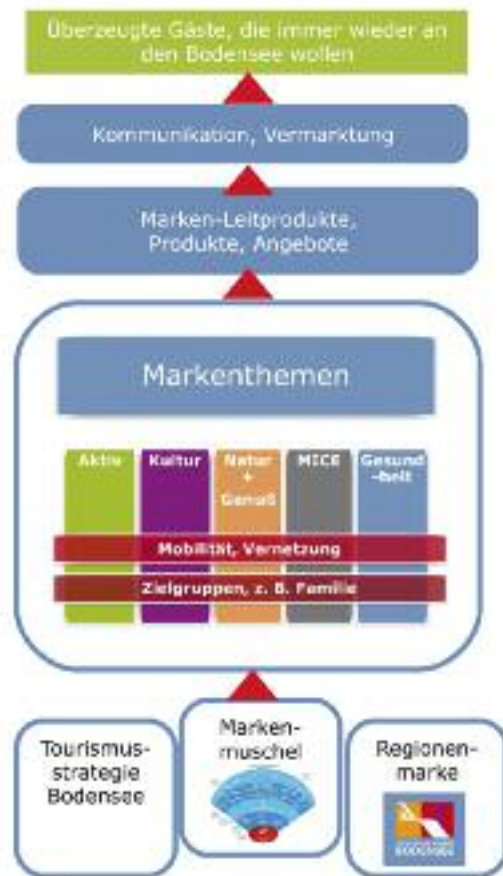 Überzeugte Gäste, die immer wieder an
den Bodensee wollen
Kommunikation, Vermarktung
Marken-Leitprodukte,
Produkte, Angebote
Markenthemen
Aktiv
Kultur
Natur
+
Genuß
MICE
Gesund
-heit
Mobilität, Vernetzung
Zielgruppen, z. B. Familie
Tourismus-
strategie
Bodensee
Marken-
muschel
Regionen-
marke
BODENSEE